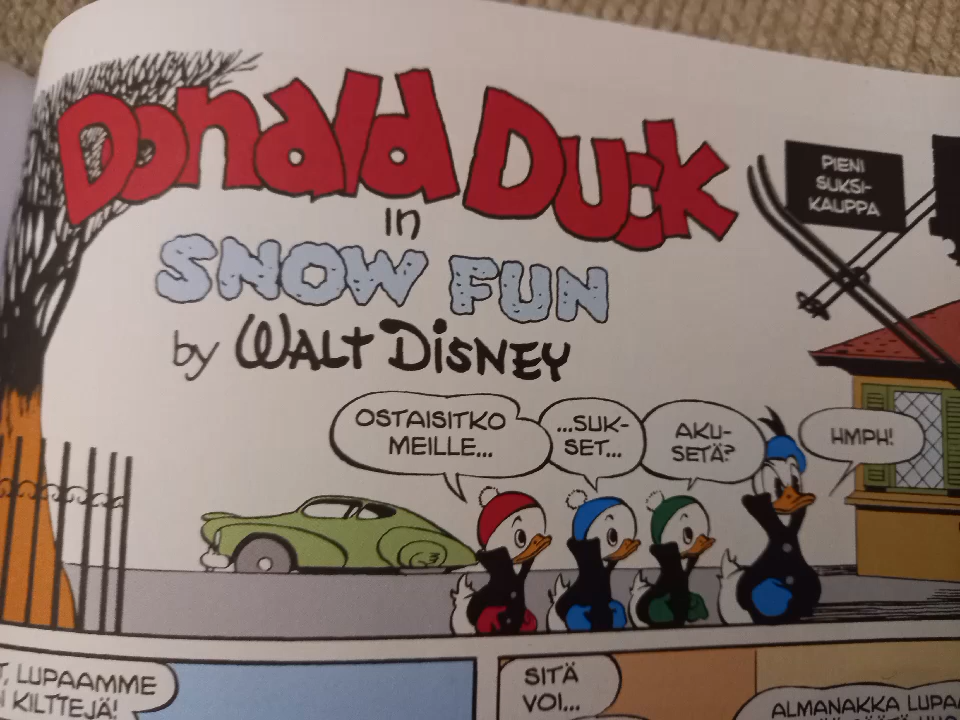 Donald Duck
in
SNOW FUN
by WALT DISNEY
PIENI
SUKSI-
KAUPPA
OSTAISITKO
MEILLE...
...SUK-
SET...
AKU-
SETÄ?
HMPH!
, LUPAAMME
KILTTEJÄ!
SITÄ
VOI...
ALMANAKKA